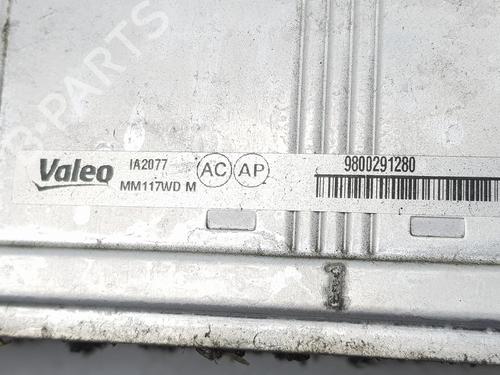 B-PARTS
Valeo
IA2077
MM117WD M
AC AP
9800291280